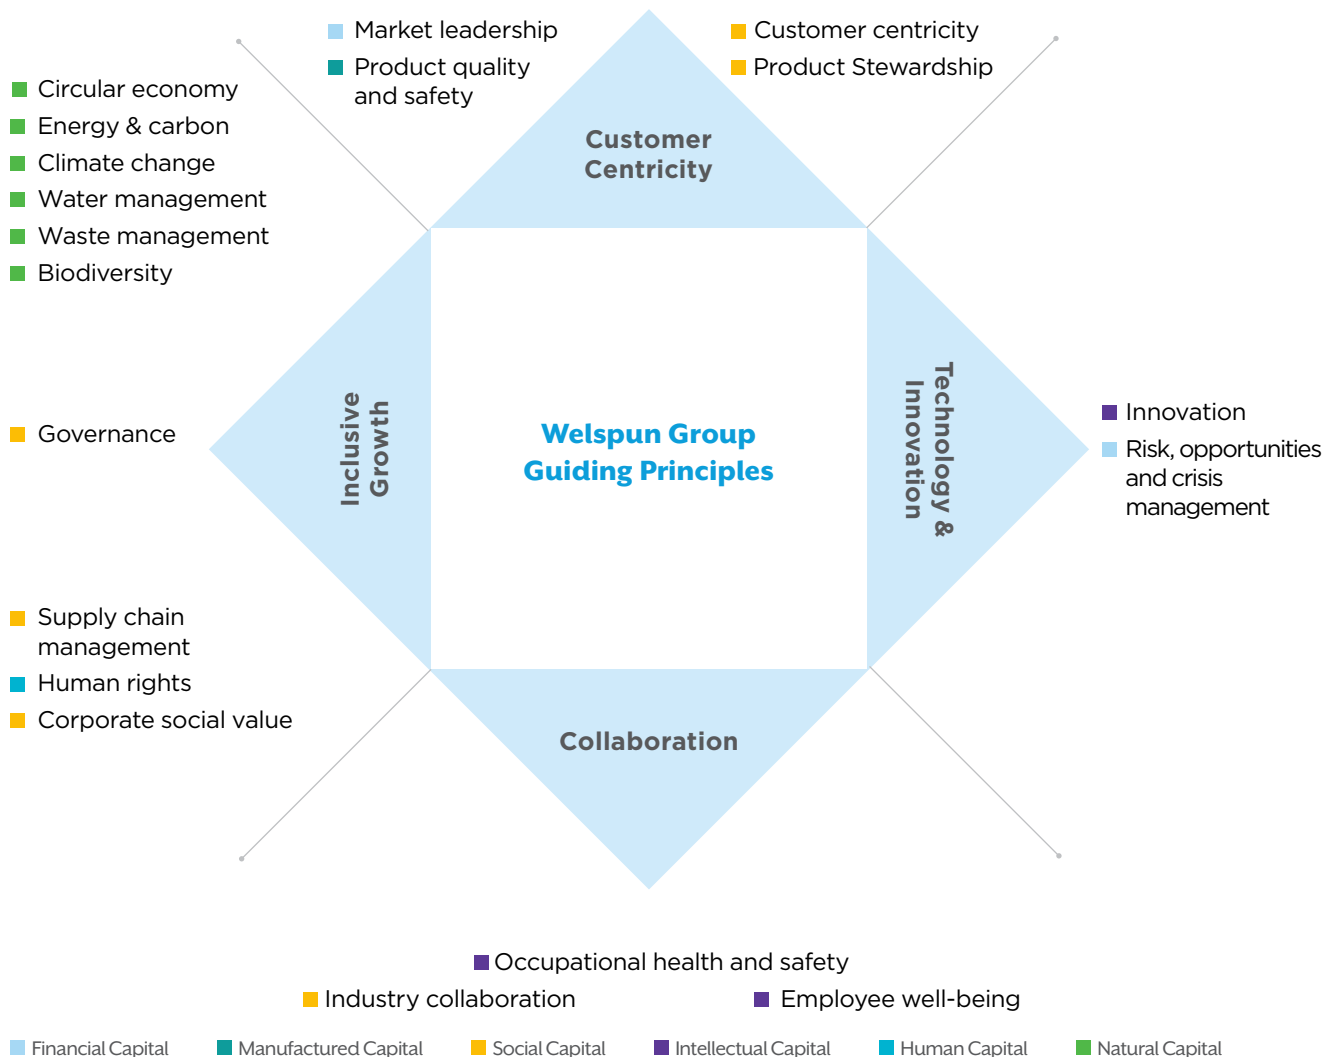 Market leadership
Product quality
and safety
Customer centricity
Product Stewardship
Circular economy
Energy & carbon
Climate change
Water management
Waste management
Biodiversity
Customer
Centricity
Governance
Inclusive
Growth
Welspun Group
Guiding Principles
Technology &
Innovation
Innovation
Risk, opportunities
and crisis
management
Supply chain
management
Human rights
Corporate social value
Collaboration
Occupational health and safety
Industry collaboration
Employee well-being
Financial Capital
Manufactured Capital
Social Capital
Intellectual Capital
Human Capital
Natural Capital